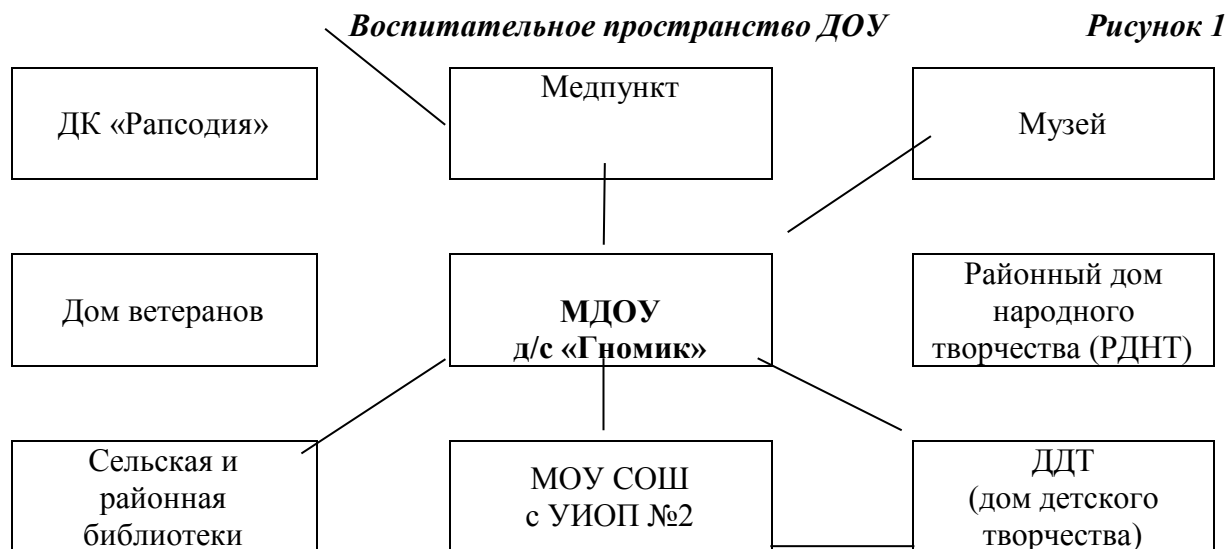 Воспитательное пространство ДОУ Рисунок 1
ДК «Рапсодия»
Медпункт
Музей
Дом ветеранов
МДОУ
д/с «Гномик»
Районный дом
народного
творчества (РДНТ)
Сельская и
районная
библиотеки
МОУ СОШ
с УИОП №2
ДДТ
(дом детского
творчества)